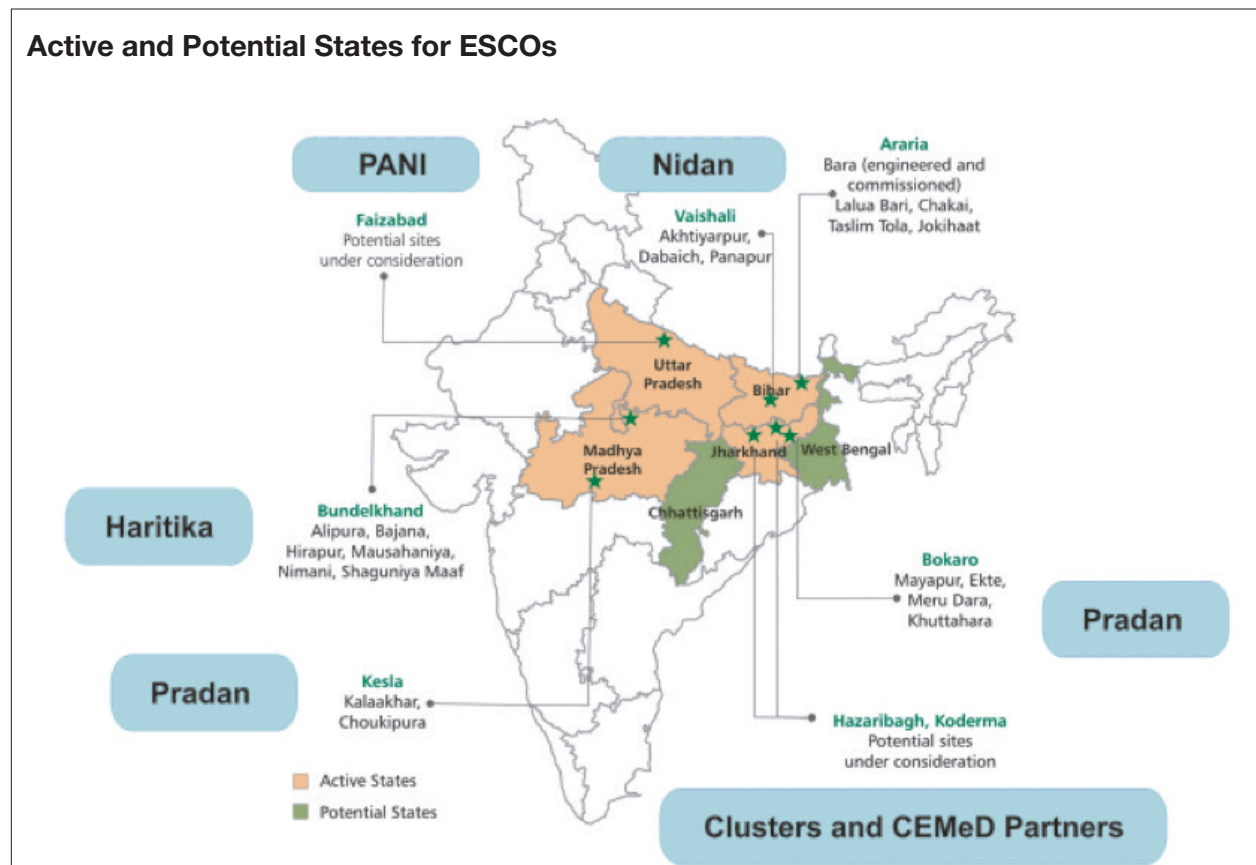 Active and Potential States for ESCOs
PANI
Nidan
Araria
Bara (engineered and
commissioned)
Lalua Bari, Chakai,
Taslim Tola, Jokihaat
Faizabad
Potential sites
under consideration
Vaishali
Akhtiyarpur,
Dabaich, Panapur
Uttar
Pradesh
Bibar
Madhya
Pradesh
Jharkhand
West Bengal
Chhattisgarh
Haritika
Bundelkhand
Alipura, Bajana,
Hirapur, Mausahaniya,
Nimani, Shaguniya Maaf
Bokaro
Mayapur, Ekte,
Meru Dara,
Khuttahara
Pradan
Pradan
Kesla
Kalaakhar,
Choukipura
Hazaribagh, Koderma
Potential sites
under consideration
Active States
Potential States
Clusters and CEMeD Partners